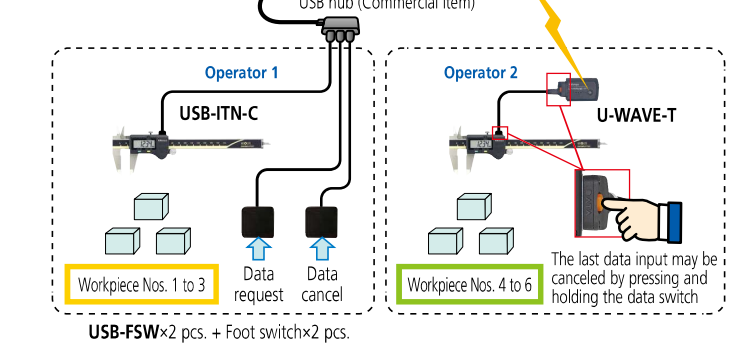 USB hub (Commercial item)
Operator 1
Operator 2
USB-ITN-C
U-WAVE-T
Workpiece Nos. 1 to 3
Data
request
Data
cancel
Workpiece Nos. 4 to 6
The last data input may be
canceled by pressing and
holding the data switch
USB-FSW×2 pcs. + Foot switch×2 pcs.